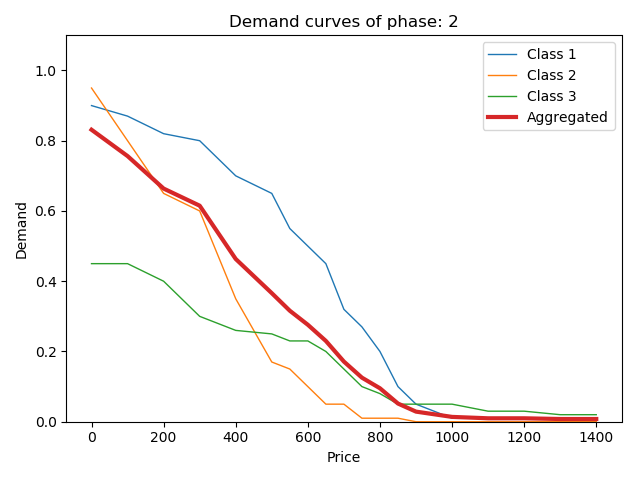 Demand curves of phase: 2
Class 1
Class 2
Class 3
Aggregated
Demand
1.0
0.8
0.6
0.4
0.2
0.0
0 200 400 600 800 1000 1200 1400
Price